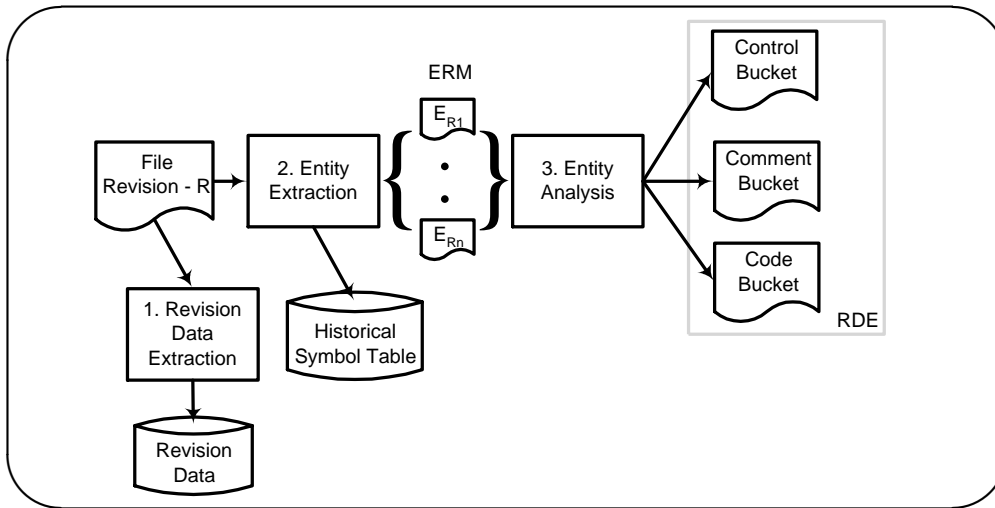 Control
Bucket
ERM
E_R1
File
Revision - R
2. Entity
Extraction
3. Entity
Analysis
Comment
Bucket
E_Rn
Code
Bucket
1. Revision
Data
Extraction
Historical
Symbol Table
RDE
Revision
Data